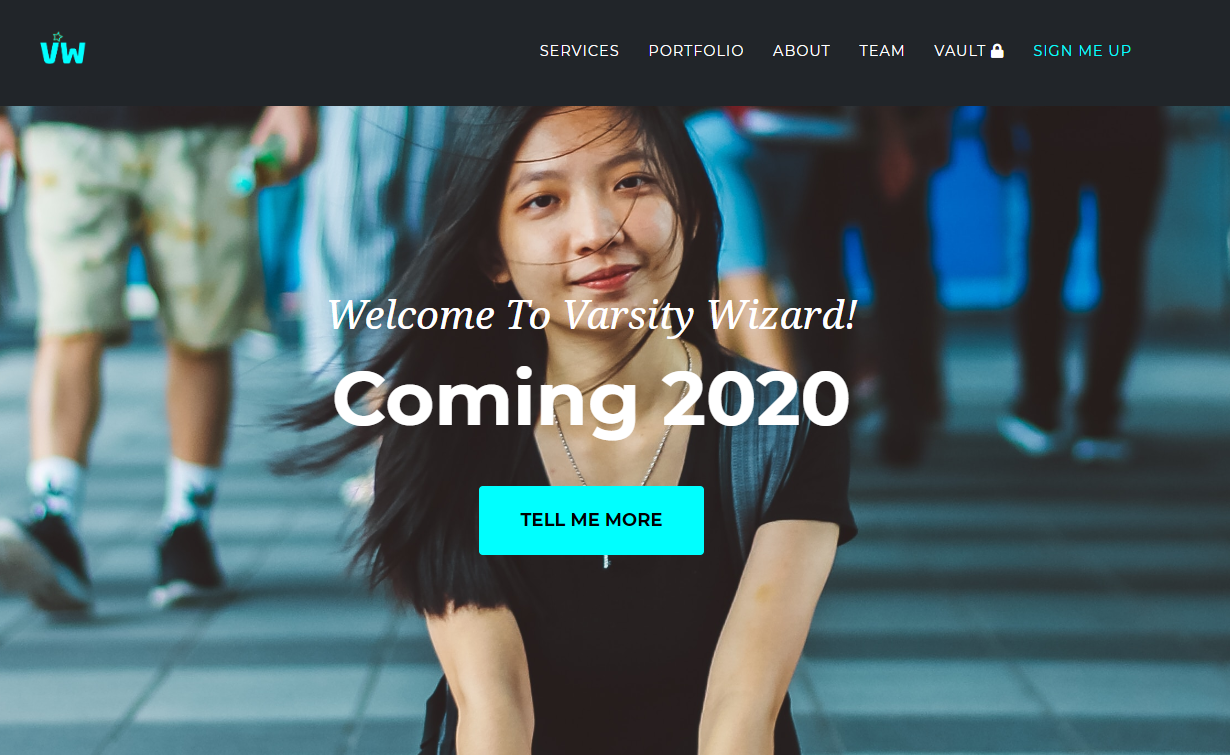 VW
SERVICES PORTFOLIO ABOUT TEAM VAULT SIGN ME UP
Welcome To Varsity Wizard!
Coming 2020
TELL ME MORE